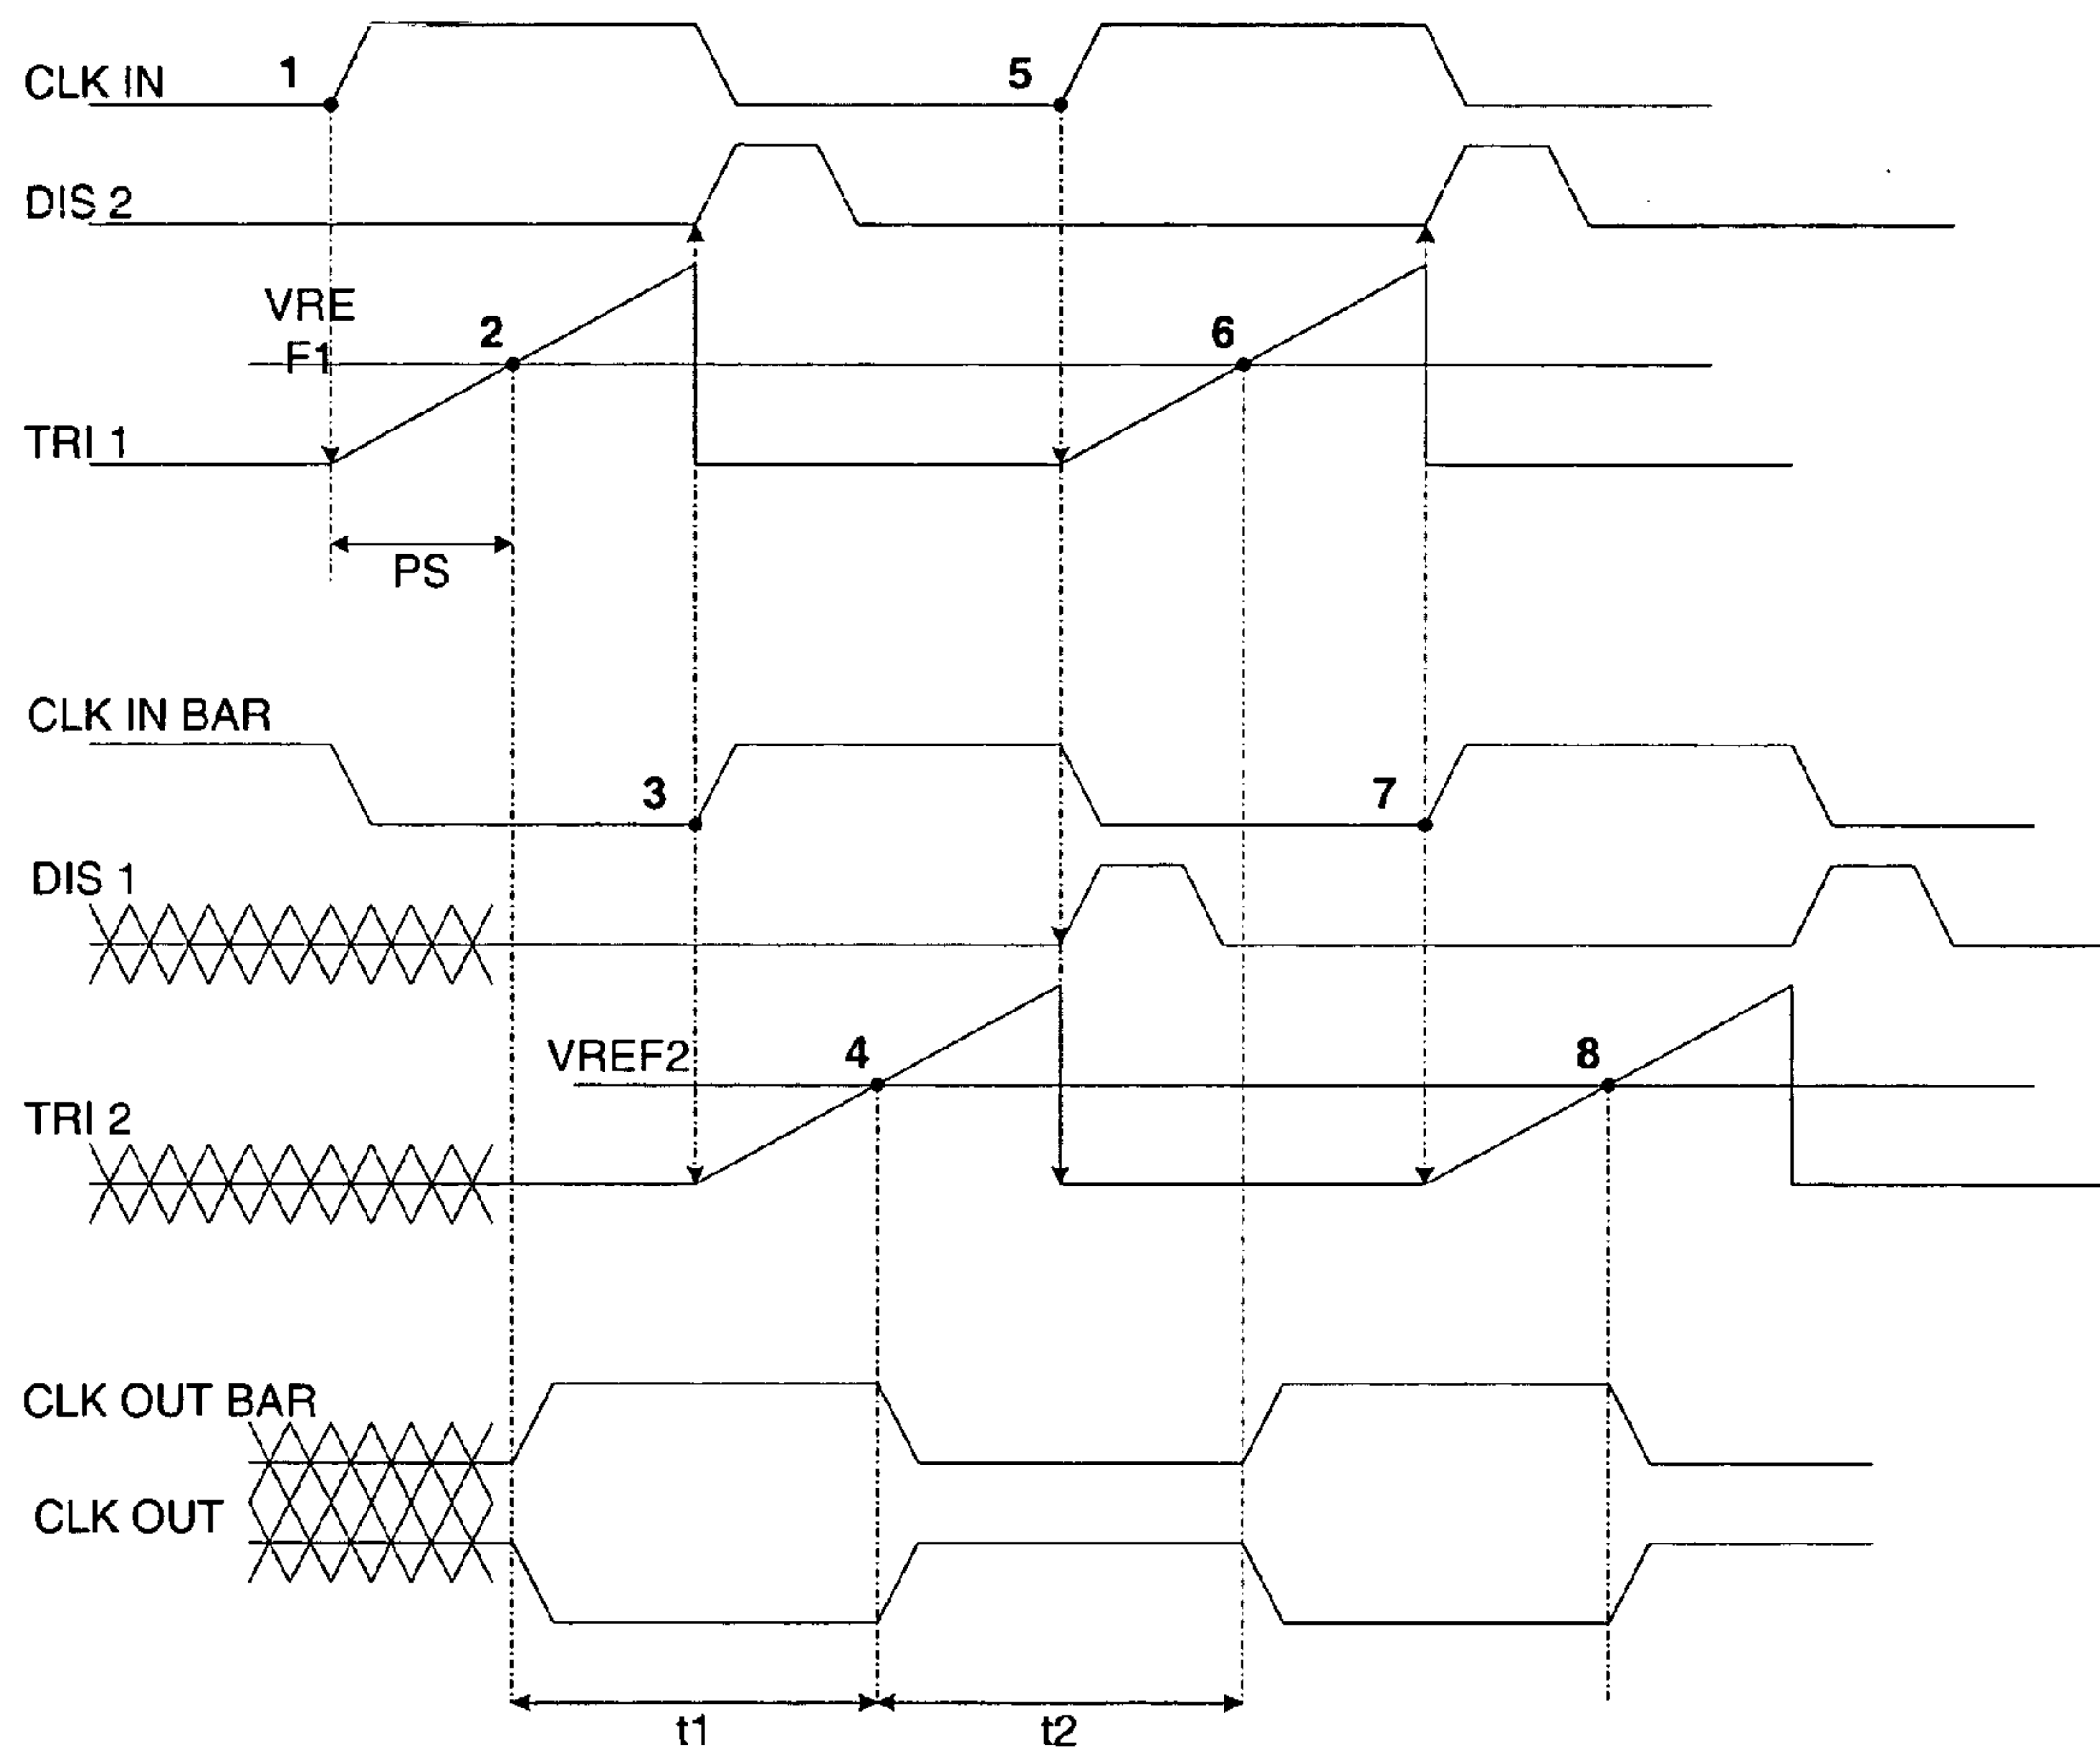 CLK IN
1
5
DIS 2
VRE
F1
2
6
TRI 1
PS
CLK IN BAR
3
7
DIS 1
VREF2
4
8
TRI 2
CLK OUT BAR
CLK OUT
t1
t2